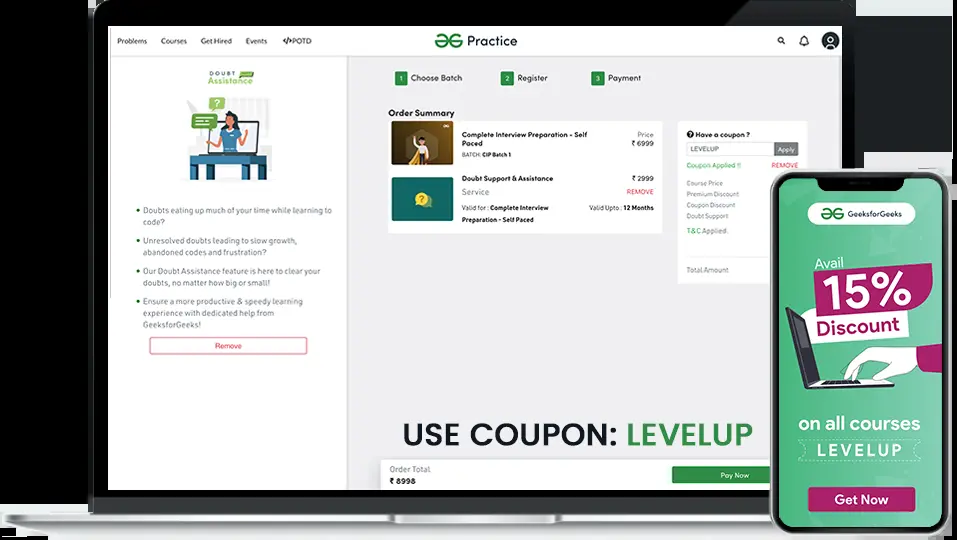 Problems Courses Get Hired Events </>POTD
Practice
DOUBT
Assistance
Doubts eating up much of your time while learning to
code?
Unresolved doubts leading to slow growth,
abandoned codes and frustration?
Our Doubt Assistance feature is here to clear your
doubts, no matter how big or small!
Ensure a more productive & speedy learning
experience with dedicated help from
GeeksforGeeks!
Remove
1 Choose Batch 2 Register 3 Payment
Order Summary
Complete Interview Preparation - Self
Paced
BATCH: CIP Batch 1
Price
₹ 6999
Doubt Support & Assistance
₹ 2999
Service
REMOVE
Valid for : Complete Interview
Preparation - Self Paced
Valid Upto : 12 Months
Have a coupon ?
LEVELUP Apply
Coupon Applied !! REMOVE
Course Price
Premium Discount
Coupon Discount
Doubt Support
T&C Applied.
Total Amount
USE COUPON: LEVELUP
Order Total
₹ 8998
Pay Now
GeeksforGeeks
Avail
15%
Discount
on all courses
LEVELUP
Get Now